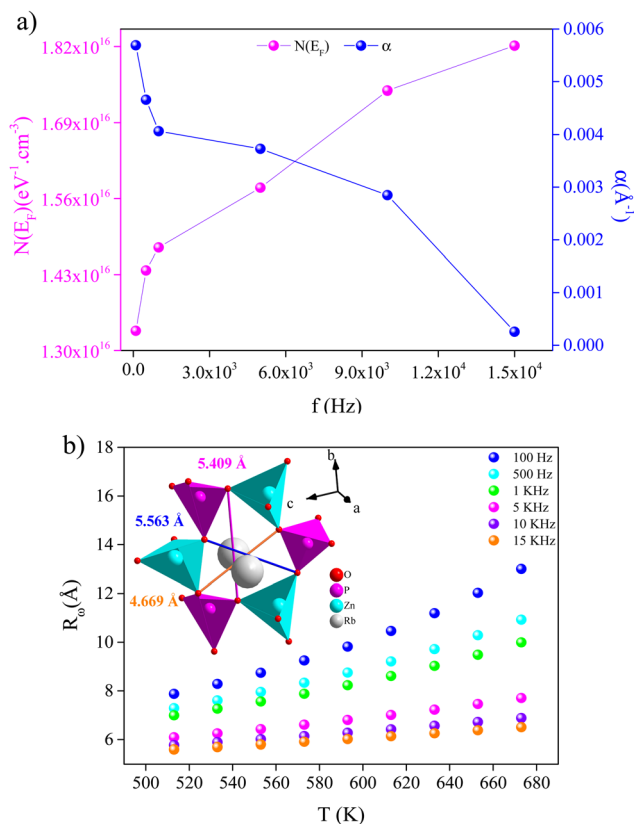 a)
N(E_F) α
1.82x10^16
1.69x10^16
1.56x10^16
1.43x10^16
1.30x10^16
N(E_F)(eV^-1.cm^-3)
0.006
0.005
0.004
0.003
0.002
0.001
0.000
α(Å^-1)
0.0 3.0x10^3 6.0x10^3 9.0x10^3 1.2x10^4 1.5x10^4
f (Hz)
b)
18
16
14
12
10
8
6
R_ω(Å)
5.409 Å
5.563 Å
4.669 Å
b
c
a
O
P
Zn
Rb
100 Hz
500 Hz
1 KHz
5 KHz
10 KHz
15 KHz
500 520 540 560 580 600 620 640 660 680
T (K)